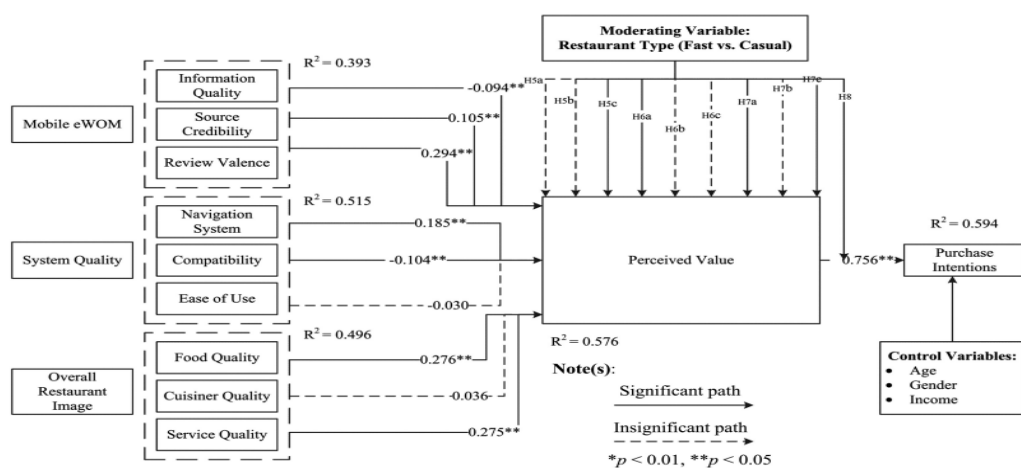 Moderating Variable:
Restaurant Type (Fast vs. Casual)
R² = 0.393
Mobile eWOM
Information
Quality
-0.094**
Source
Credibility
0.105**
Review Valence
0.294**
H5a
H5b
H5c
H6a
H6b
H6c
H7a
H7b
H7c
H8
R² = 0.515
System Quality
Navigation
System
0.185**
Compatibility
-0.104**
Ease of Use
-0.030
Perceived Value
R² = 0.594
0.756**
Purchase
Intentions
R² = 0.496
Overall
Restaurant
Image
Food Quality
0.276**
Cuisiner Quality
-0.036
Service Quality
0.275**
R² = 0.576
Note(s):
Significant path
Insignificant path
*p < 0.01, **p < 0.05
Control Variables:
• Age
• Gender
• Income